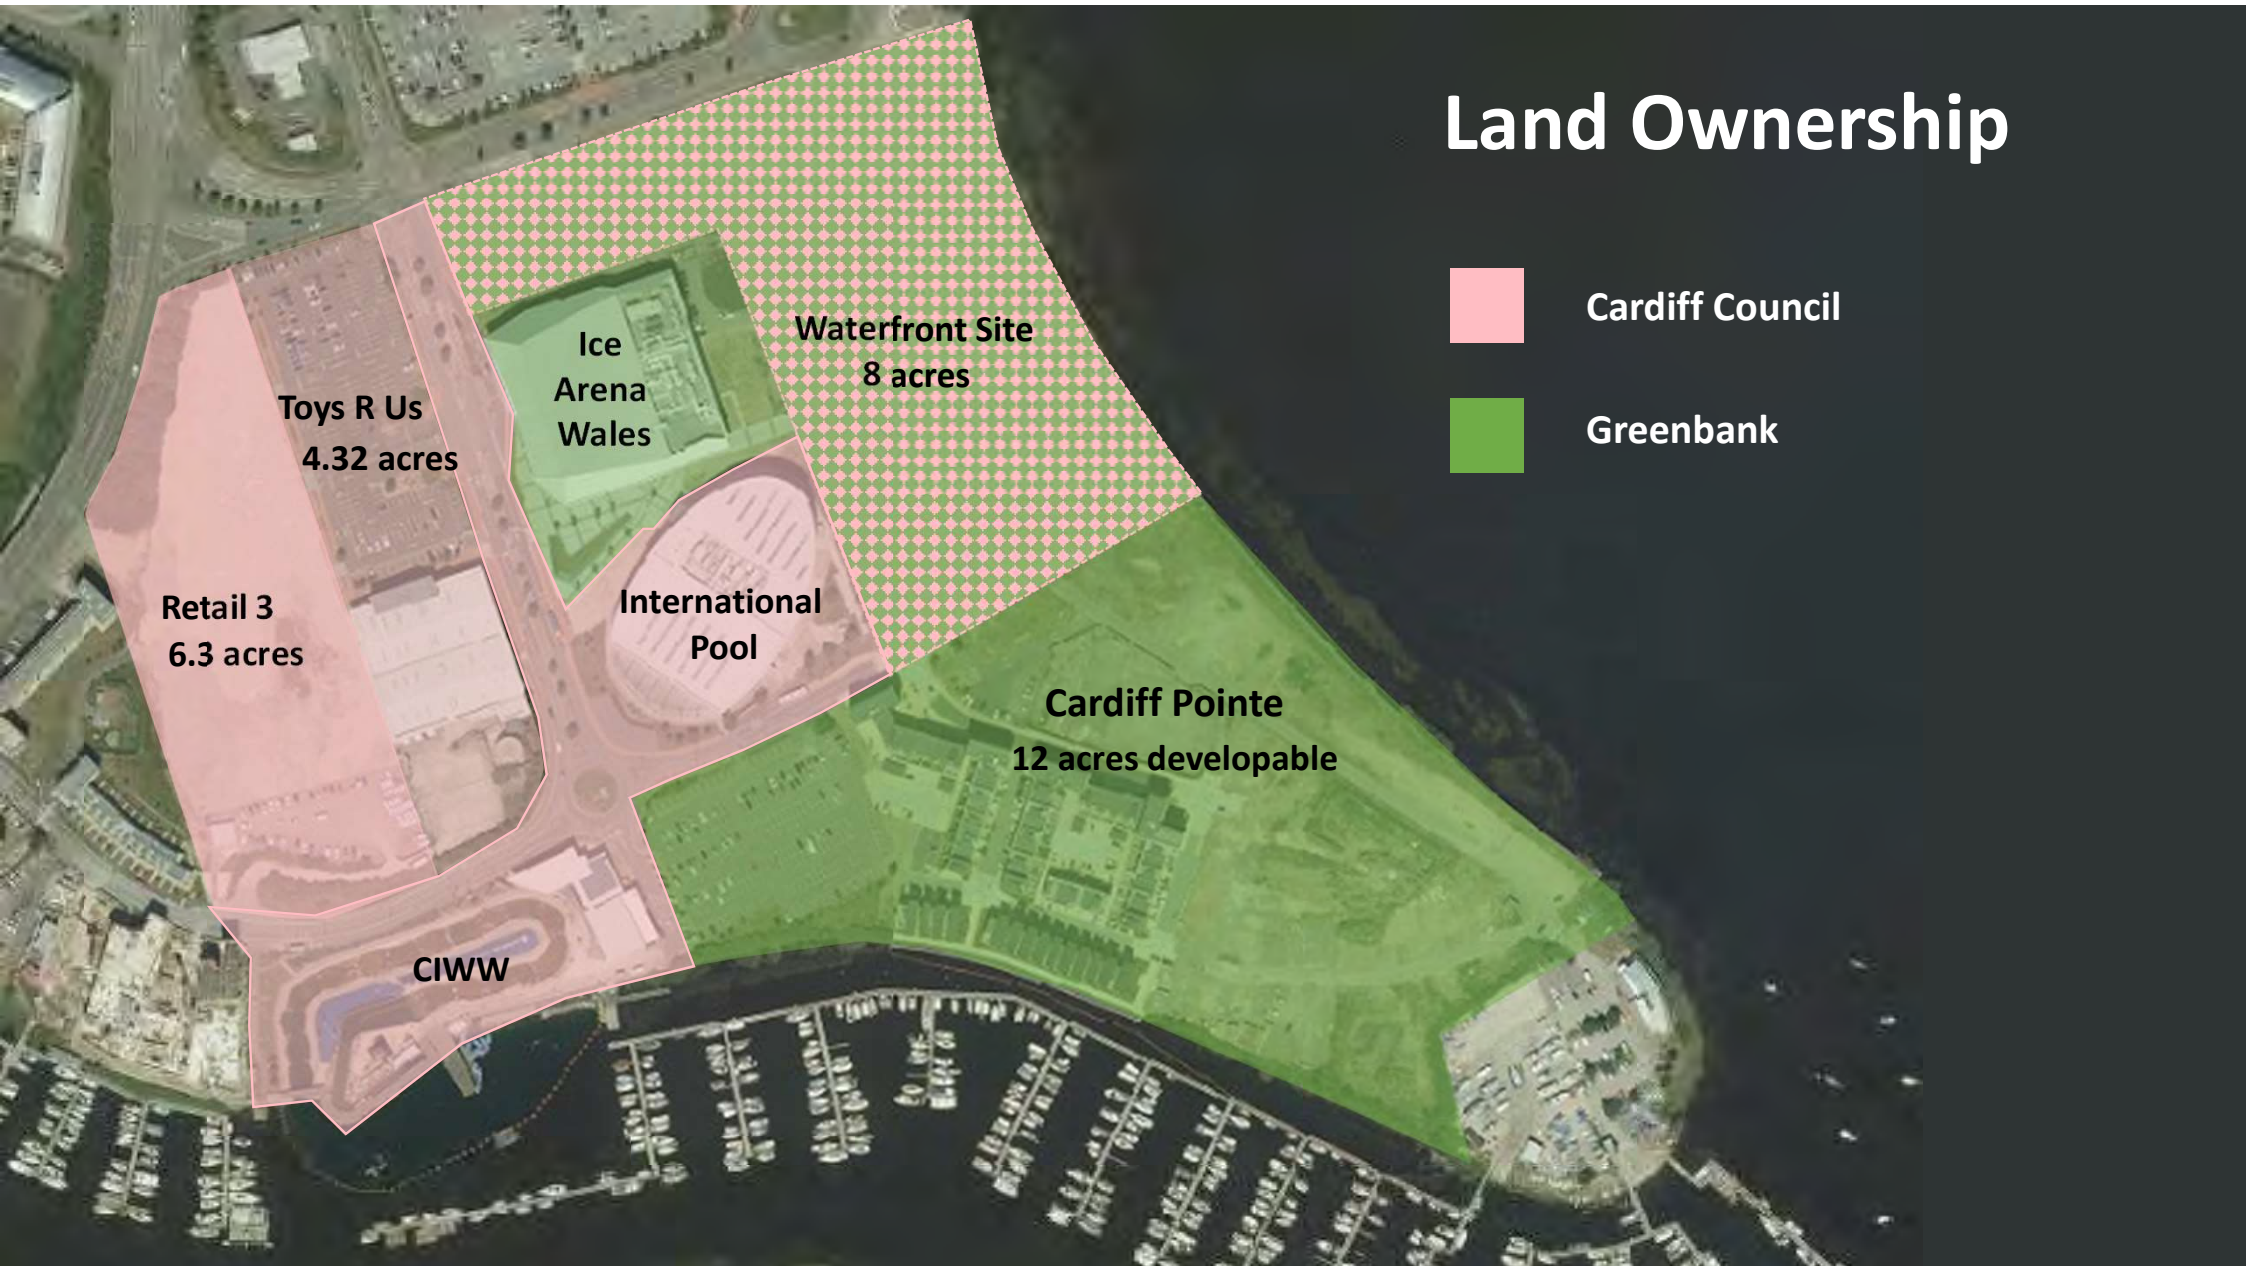 Land Ownership
Cardiff Council
Greenbank
Ice
Arena
Wales
Waterfront Site
8 acres
Toys R Us
4.32 acres
Retail 3
6.3 acres
International
Pool
Cardiff Pointe
12 acres developable
CIWW